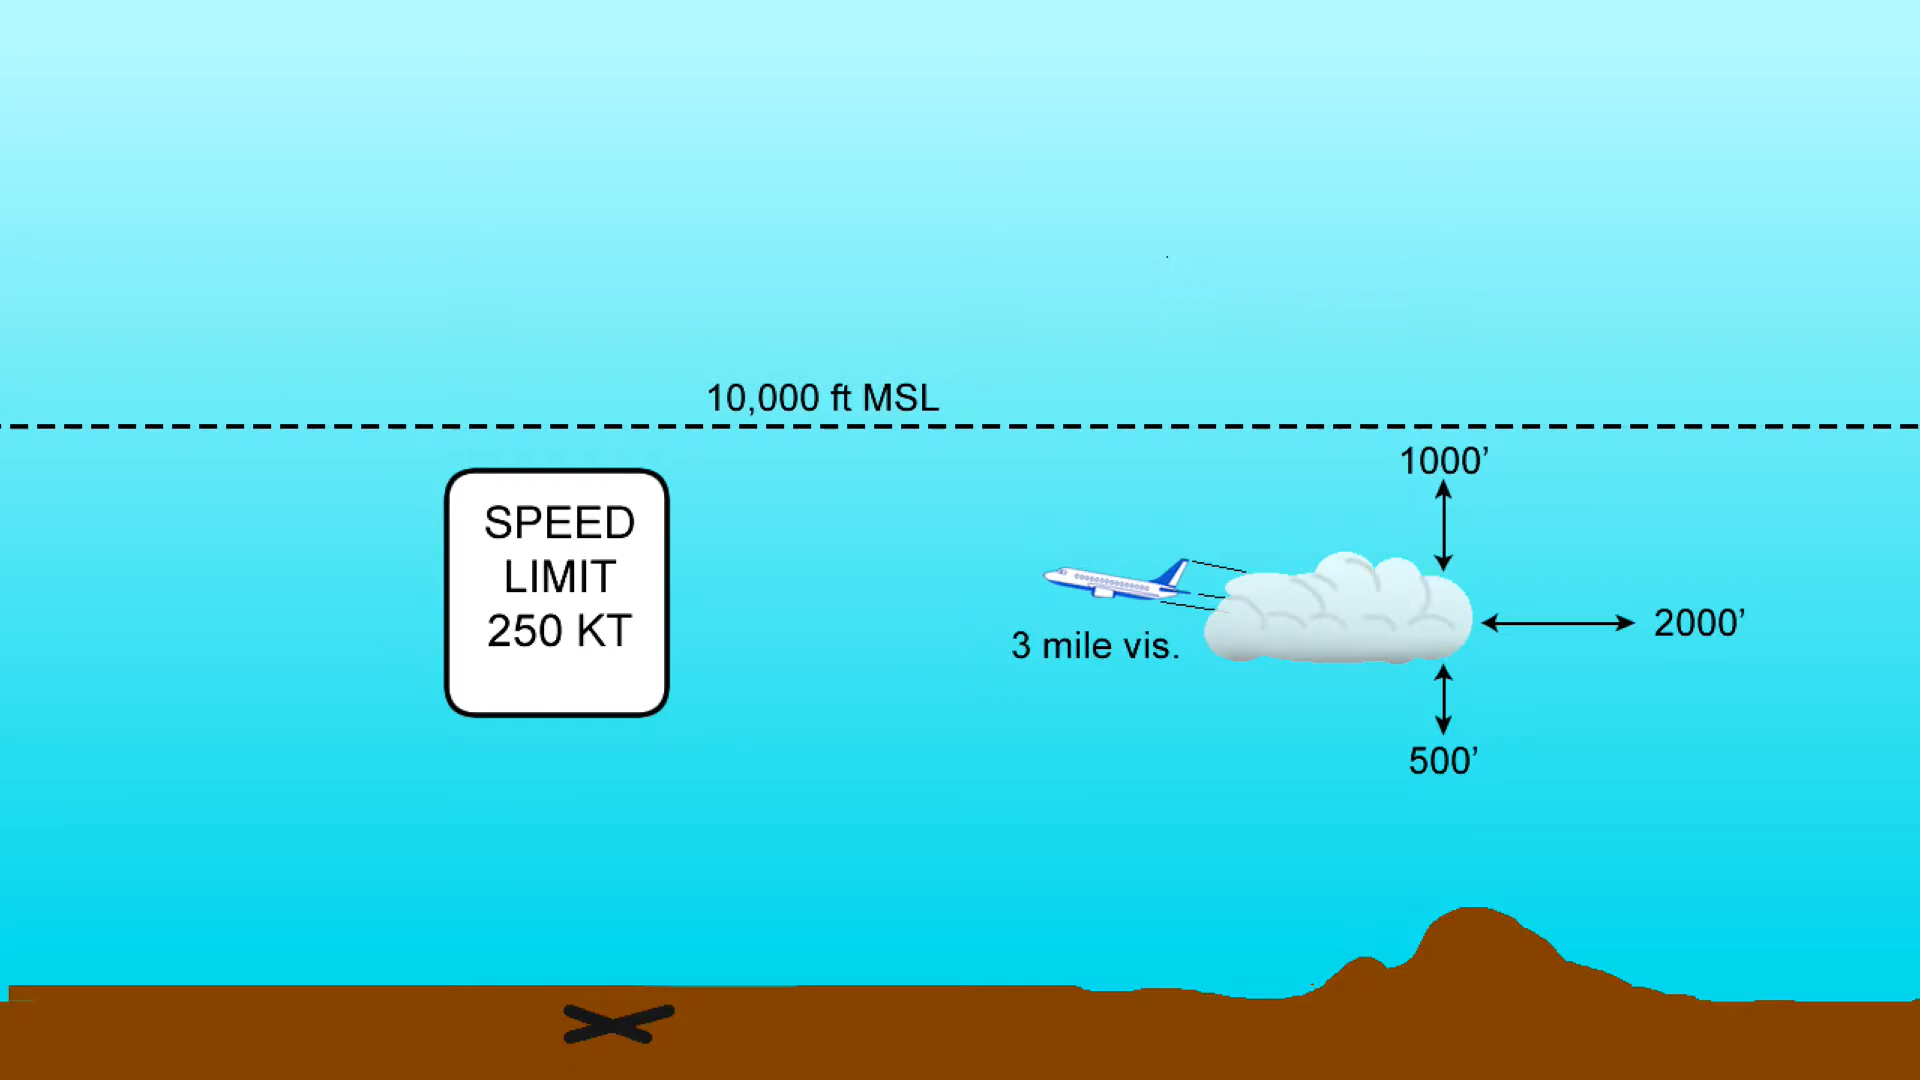 10,000 ft MSL
SPEED
LIMIT
250 KT
1000’
3 mile vis.
2000’
500’